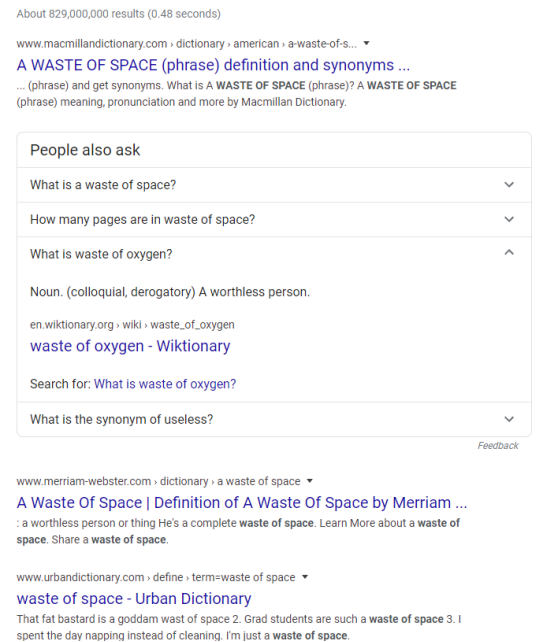 About 829,000,000 results (0.48 seconds)
www.macmillandictionary.com › dictionary › american › a-waste-of-s...
A WASTE OF SPACE (phrase) definition and synonyms ...
... (phrase) and get synonyms. What is A WASTE OF SPACE (phrase)? A WASTE OF SPACE
(phrase) meaning, pronunciation and more by Macmillan Dictionary.
People also ask
What is a waste of space?
How many pages are in waste of space?
What is waste of oxygen?
Noun. (colloquial, derogatory) A worthless person.
en.wiktionary.org › wiki › waste_of_oxygen
waste of oxygen - Wiktionary
Search for: What is waste of oxygen?
What is the synonym of useless?
Feedback
www.merriam-webster.com › dictionary › a waste of space
A Waste Of Space | Definition of A Waste Of Space by Merriam ...
: a worthless person or thing He's a complete waste of space. Learn More about a waste of
space. Share a waste of space.
www.urbandictionary.com › define › term=waste of space
waste of space - Urban Dictionary
That fat bastard is a goddam wast of space 2. Grad students are such a waste of space 3. I
spent the day napping instead of cleaning. I'm just a waste of space.